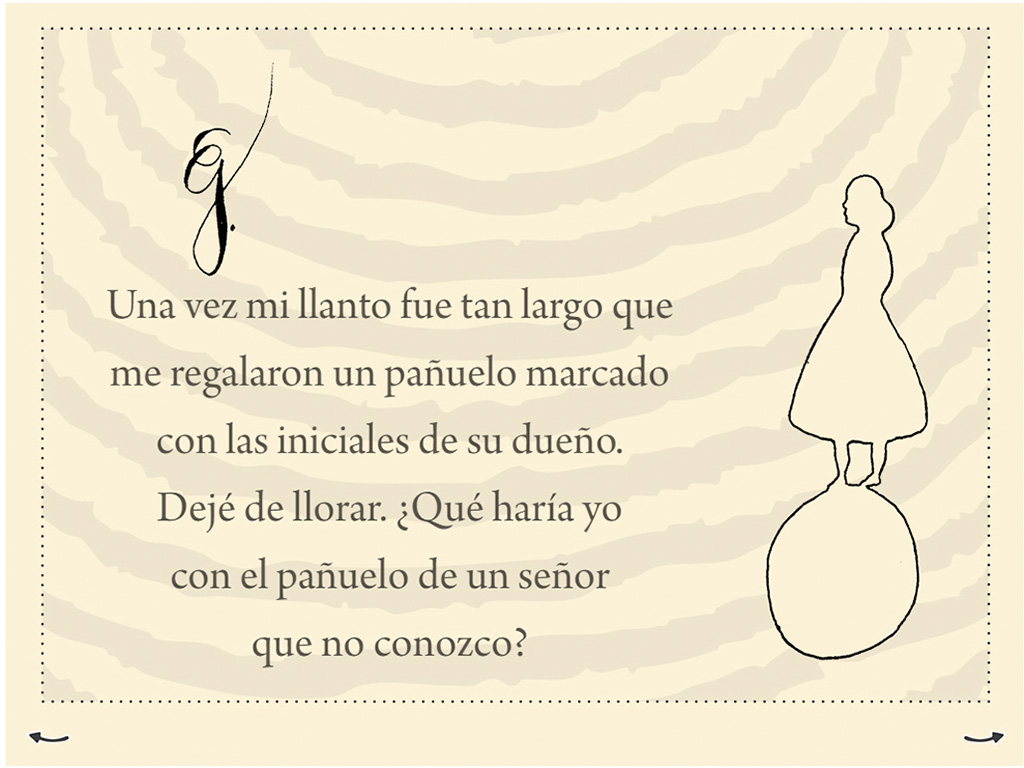 g.
Una vez mi llanto fue tan largo que
me regalaron un pañuelo marcado
con las iniciales de su dueño.
Dejé de llorar. ¿Qué haría yo
con el pañuelo de un señor
que no conozco?